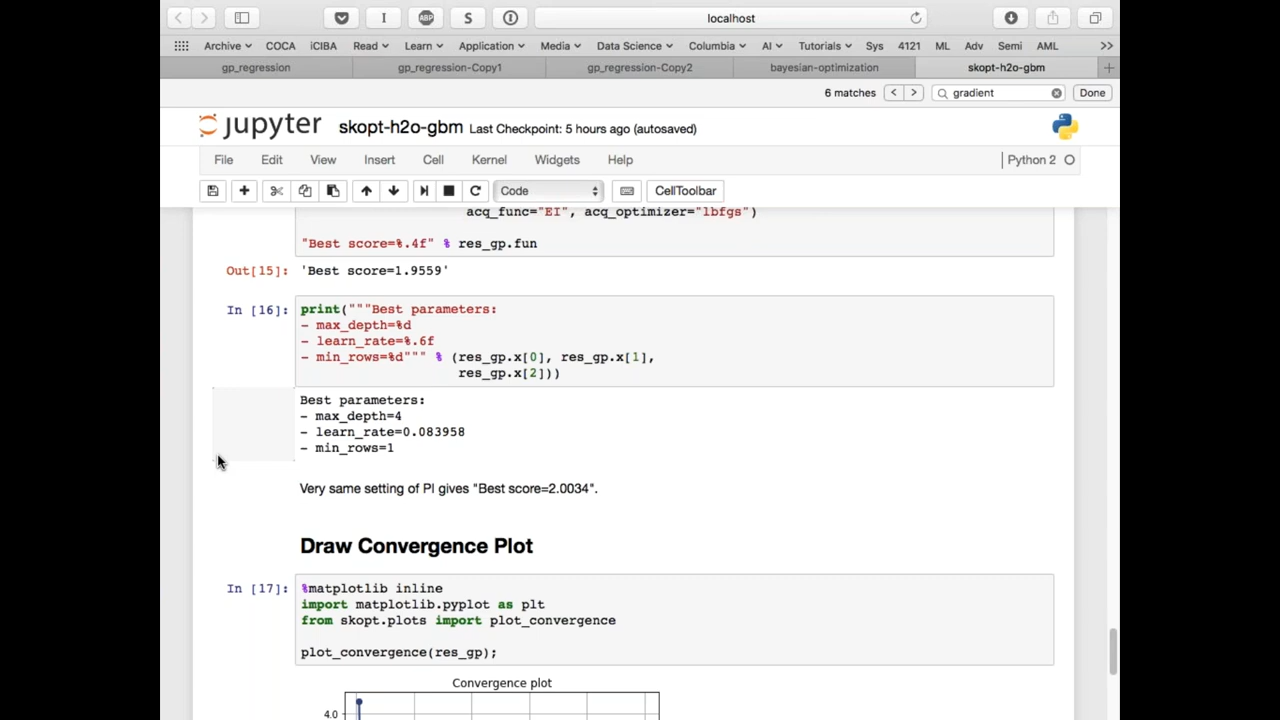 localhost
Archive COCA iCIBA Read Learn Application Media Data Science Columbia AI Tutorials Sys 4121 ML Adv Semi AML >>
gp_regression gp_regression-Copy1 gp_regression-Copy2 bayesian-optimization skopt-h2o-gbm +
6 matches < > gradient Done
jupyter skopt-h2o-gbm Last Checkpoint: 5 hours ago (autosaved)
File Edit View Insert Cell Kernel Widgets Help Python 2
Code CellToolbar
acq_func="EI", acq_optimizer="lbfgs")
"Best score=%.4f" % res_gp.fun
Out[15]: 'Best score=1.9559'
In [16]: print("""Best parameters:
- max_depth=%d
- learn_rate=%.6f
- min_rows=%d""" % (res_gp.x[0], res_gp.x[1],
res_gp.x[2]))
Best parameters:
- max_depth=4
- learn_rate=0.083958
- min_rows=1
Very same setting of PI gives "Best score=2.0034".
Draw Convergence Plot
In [17]: %matplotlib inline
import matplotlib.pyplot as plt
from skopt.plots import plot_convergence
plot_convergence(res_gp);
Convergence plot
4.0